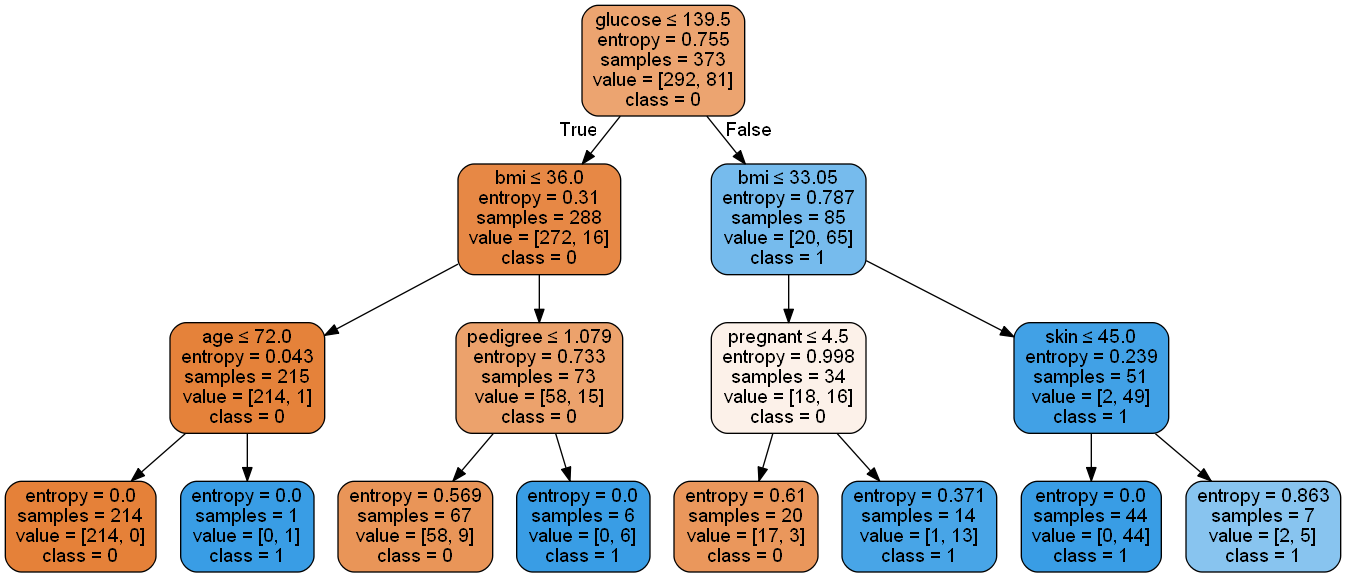 glucose ≤ 139.5
entropy = 0.755
samples = 373
value = [292, 81]
class = 0
True
False
bmi ≤ 36.0
entropy = 0.31
samples = 288
value = [272, 16]
class = 0
bmi ≤ 33.05
entropy = 0.787
samples = 85
value = [20, 65]
class = 1
age ≤ 72.0
entropy = 0.043
samples = 215
value = [214, 1]
class = 0
pedigree ≤ 1.079
entropy = 0.733
samples = 73
value = [58, 15]
class = 0
pregnant ≤ 4.5
entropy = 0.998
samples = 34
value = [18, 16]
class = 0
skin ≤ 45.0
entropy = 0.239
samples = 51
value = [2, 49]
class = 1
entropy = 0.0
samples = 214
value = [214, 0]
class = 0
entropy = 0.0
samples = 1
value = [0, 1]
class = 1
entropy = 0.569
samples = 67
value = [58, 9]
class = 0
entropy = 0.0
samples = 6
value = [0, 6]
class = 1
entropy = 0.61
samples = 20
value = [17, 3]
class = 0
entropy = 0.371
samples = 14
value = [1, 13]
class = 1
entropy = 0.0
samples = 44
value = [0, 44]
class = 1
entropy = 0.863
samples = 7
value = [2, 5]
class = 1